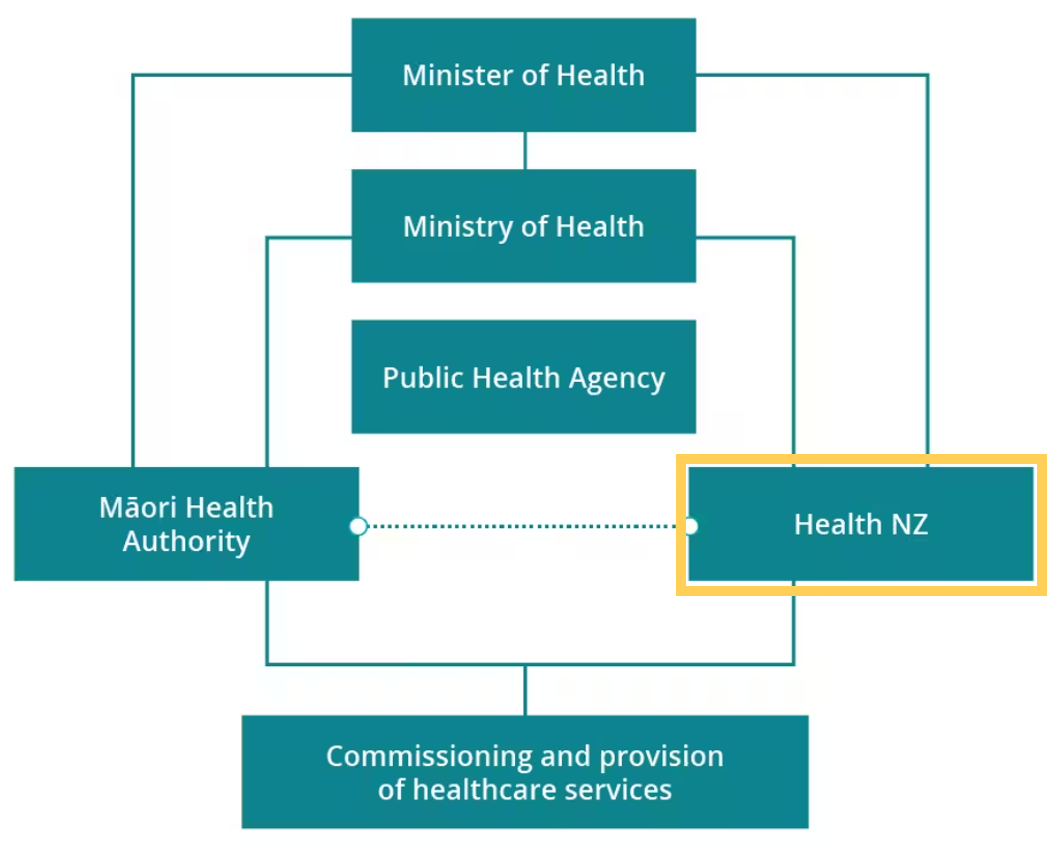 Minister of Health
Ministry of Health
Public Health Agency
Māori Health
Authority
Health NZ
Commissioning and provision
of healthcare services